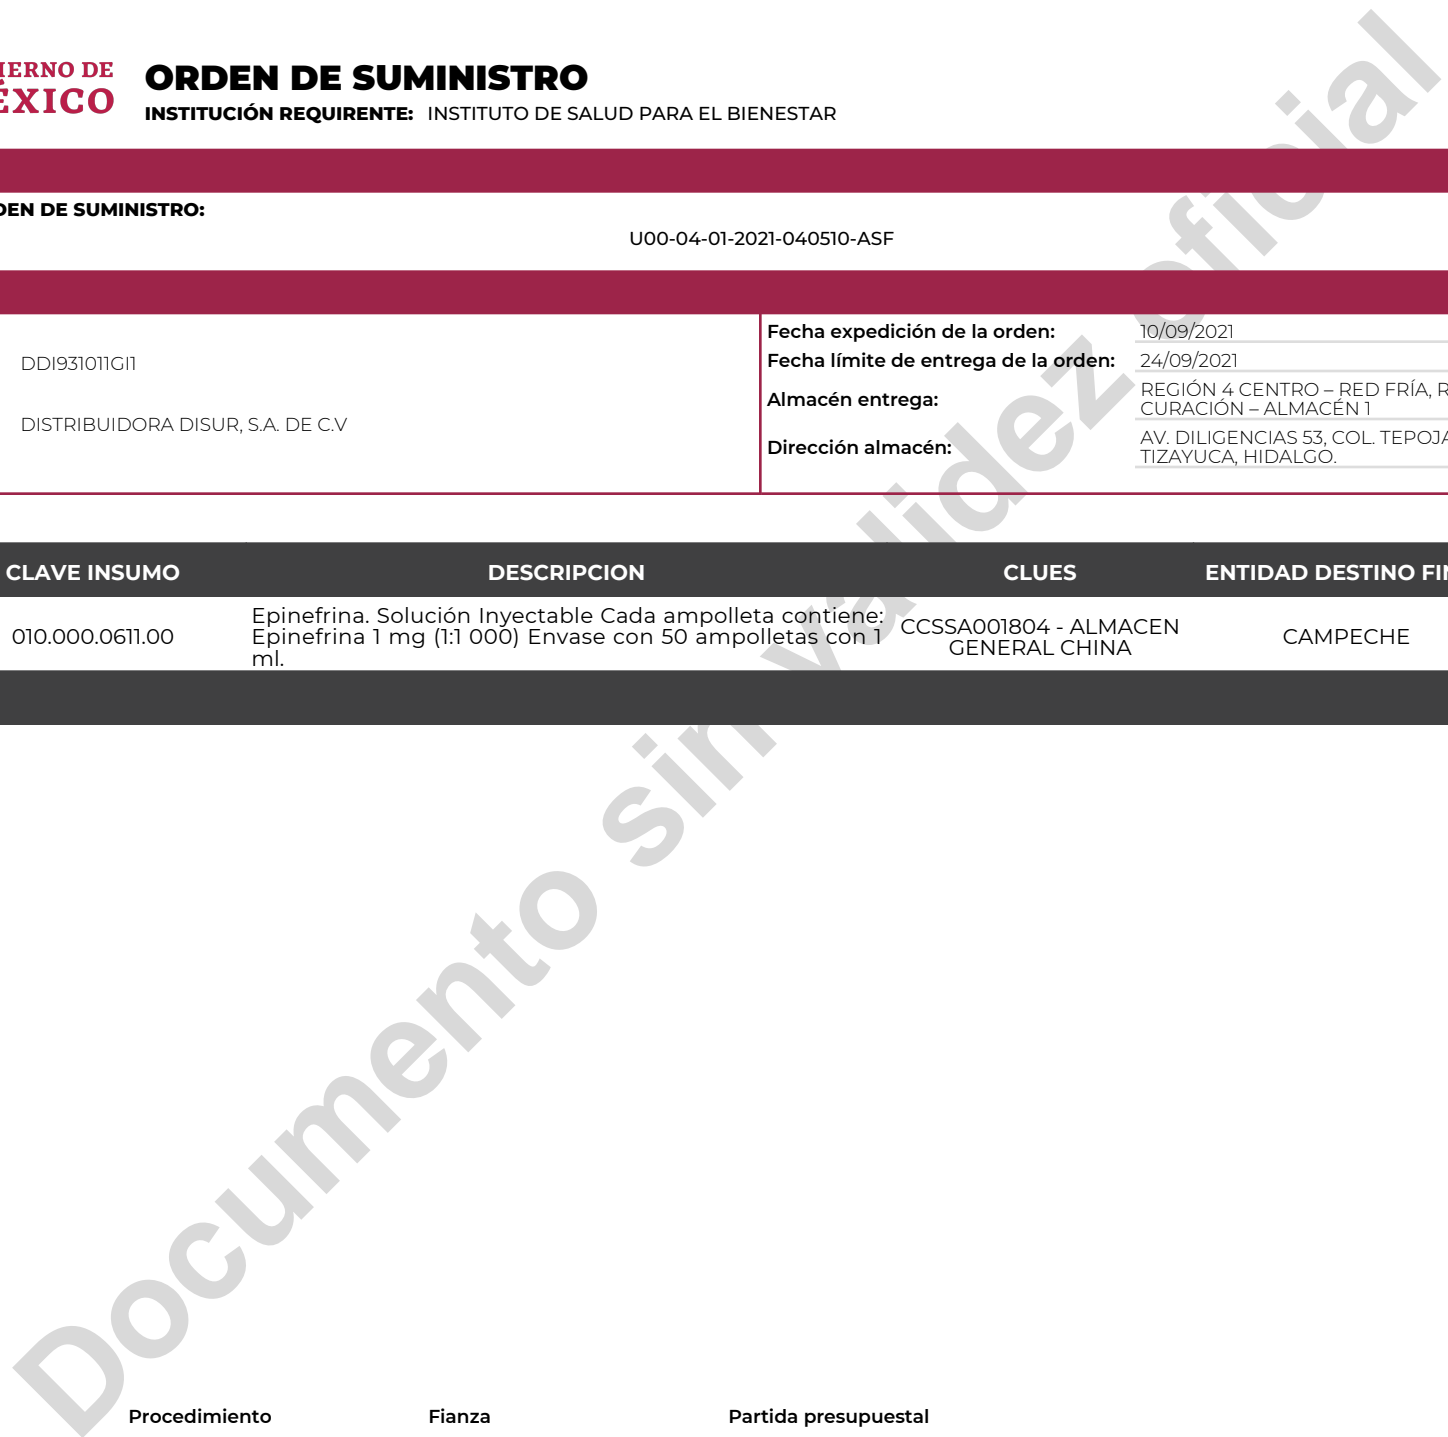 IERNO DE
ÉXICO
ORDEN DE SUMINISTRO
INSTITUCIÓN REQUIRENTE: INSTITUTO DE SALUD PARA EL BIENESTAR
DEN DE SUMINISTRO:
U00-04-01-2021-040510-ASF
DDI931011GI1
DISTRIBUIDORA DISUR, S.A. DE C.V
Fecha expedición de la orden: 10/09/2021
Fecha límite de entrega de la orden: 24/09/2021
Almacén entrega: REGIÓN 4 CENTRO – RED FRÍA, R
CURACIÓN – ALMACÉN 1
Dirección almacén: AV. DILIGENCIAS 53, COL. TEPOJA
TIZAYUCA, HIDALGO.
CLAVE INSUMO DESCRIPCION CLUES ENTIDAD DESTINO FIN
010.000.0611.00
Epinefrina. Solución Inyectable Cada ampolleta contiene:
Epinefrina 1 mg (1:1 000) Envase con 50 ampolletas con 1
ml.
CCSSA001804 - ALMACEN
GENERAL CHINA
CAMPECHE
Documento sin validez oficial
Procedimiento Fianza Partida presupuestal